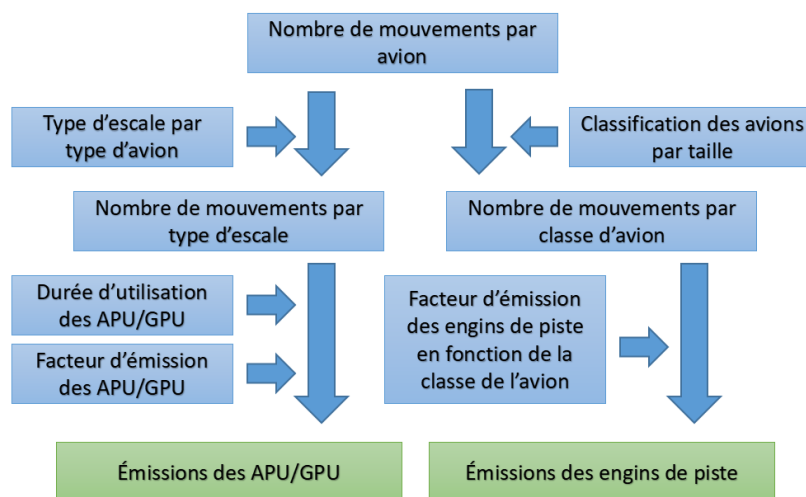 Nombre de mouvements par
avion
Type d’escale par
type d’avion
Classification des avions
par taille
Nombre de mouvements par
type d’escale
Nombre de mouvements par
classe d’avion
Durée d’utilisation
des APU/GPU
Facteur d’émission
des APU/GPU
Facteur d’émission
des engins de piste
en fonction de la
classe de l’avion
Émissions des APU/GPU
Émissions des engins de piste